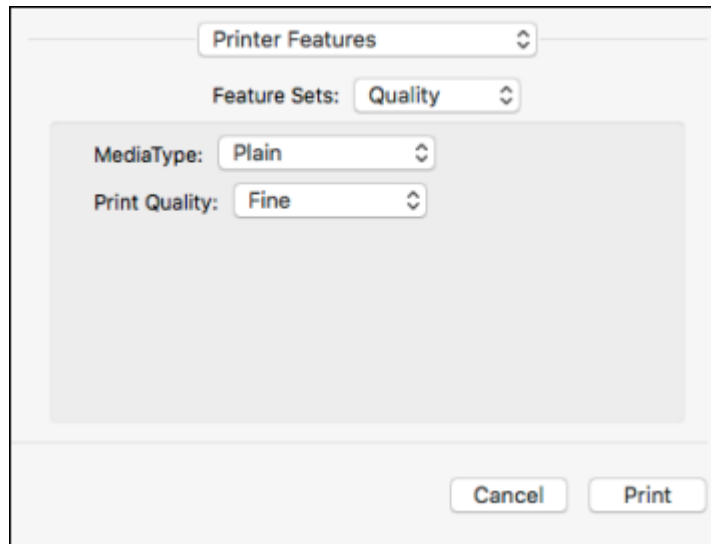 Printer Features
Feature Sets: Quality
MediaType: Plain
Print Quality: Fine
Cancel Print